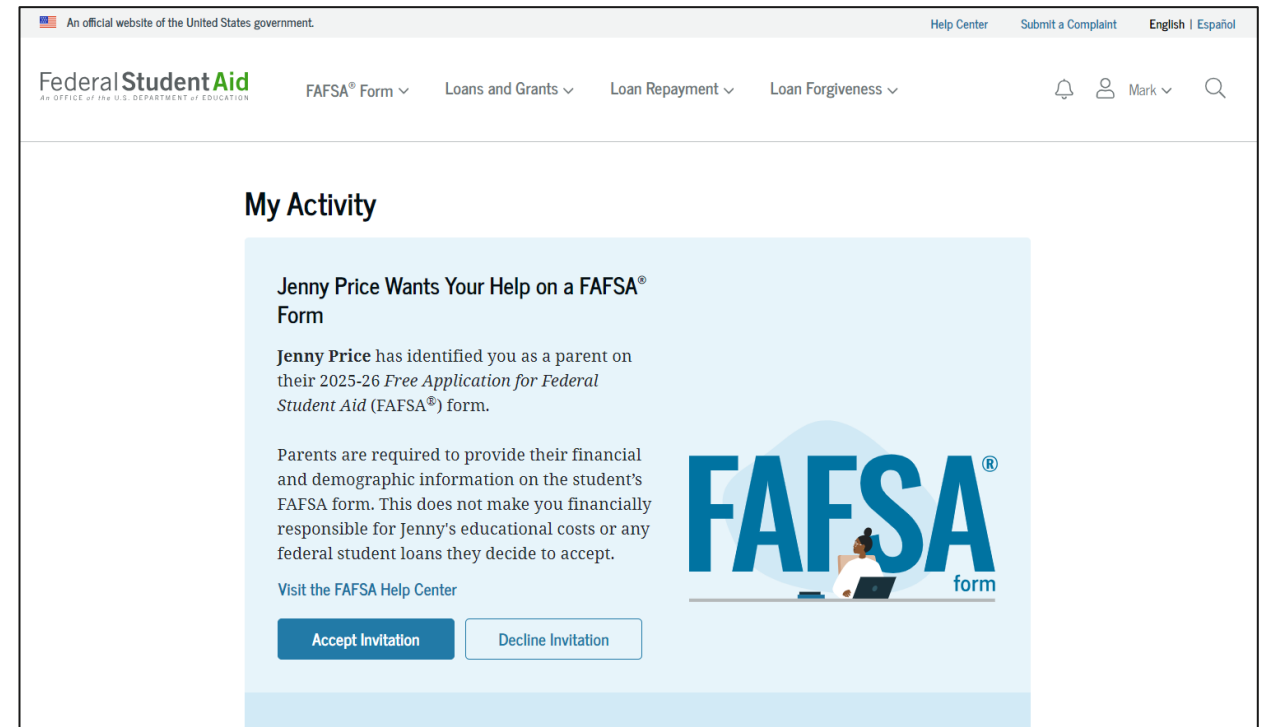 An official website of the United States government.
Help Center Submit a Complaint English | Español
Federal Student Aid
An OFFICE of the U.S. DEPARTMENT of EDUCATION
FAFSA® Form Loans and Grants Loan Repayment Loan Forgiveness Mark
My Activity
Jenny Price Wants Your Help on a FAFSA®
Form
Jenny Price has identified you as a parent on
their 2025-26 Free Application for Federal
Student Aid (FAFSA®) form.
Parents are required to provide their financial
and demographic information on the student’s
FAFSA form. This does not make you financially
responsible for Jenny's educational costs or any
federal student loans they decide to accept.
Visit the FAFSA Help Center
Accept Invitation Decline Invitation
FAFSA®
form